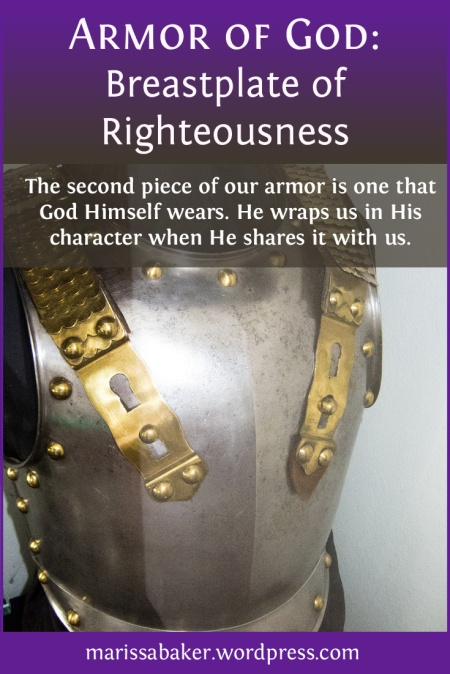 ARMOR OF GOD:
Breastplate of
Righteousness
The second piece of our armor is one that
God Himself wears. He wraps us in His
character when He shares it with us.
marissabaker.wordpress.com